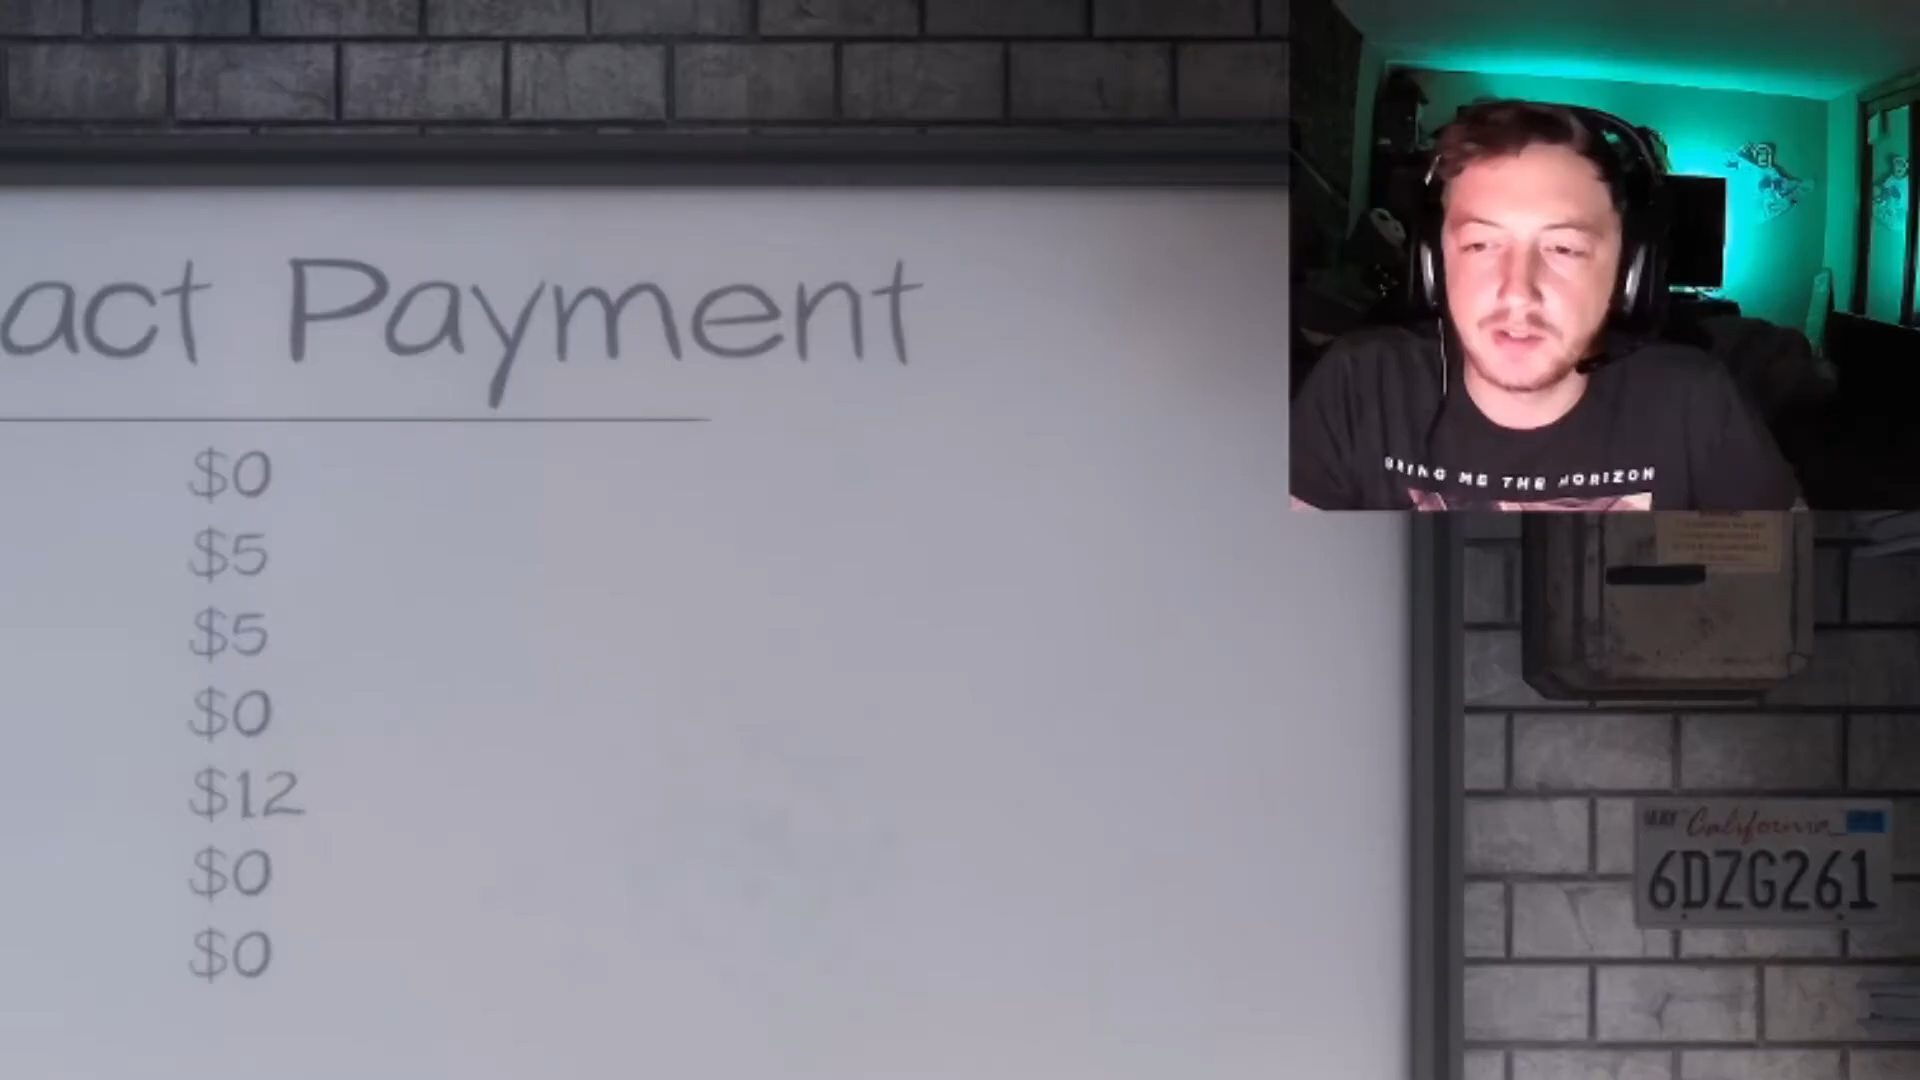 act Payment
$0
$5
$5
$0
$12
$0
$0
BRING ME THE HORIZON
California
6DZG261